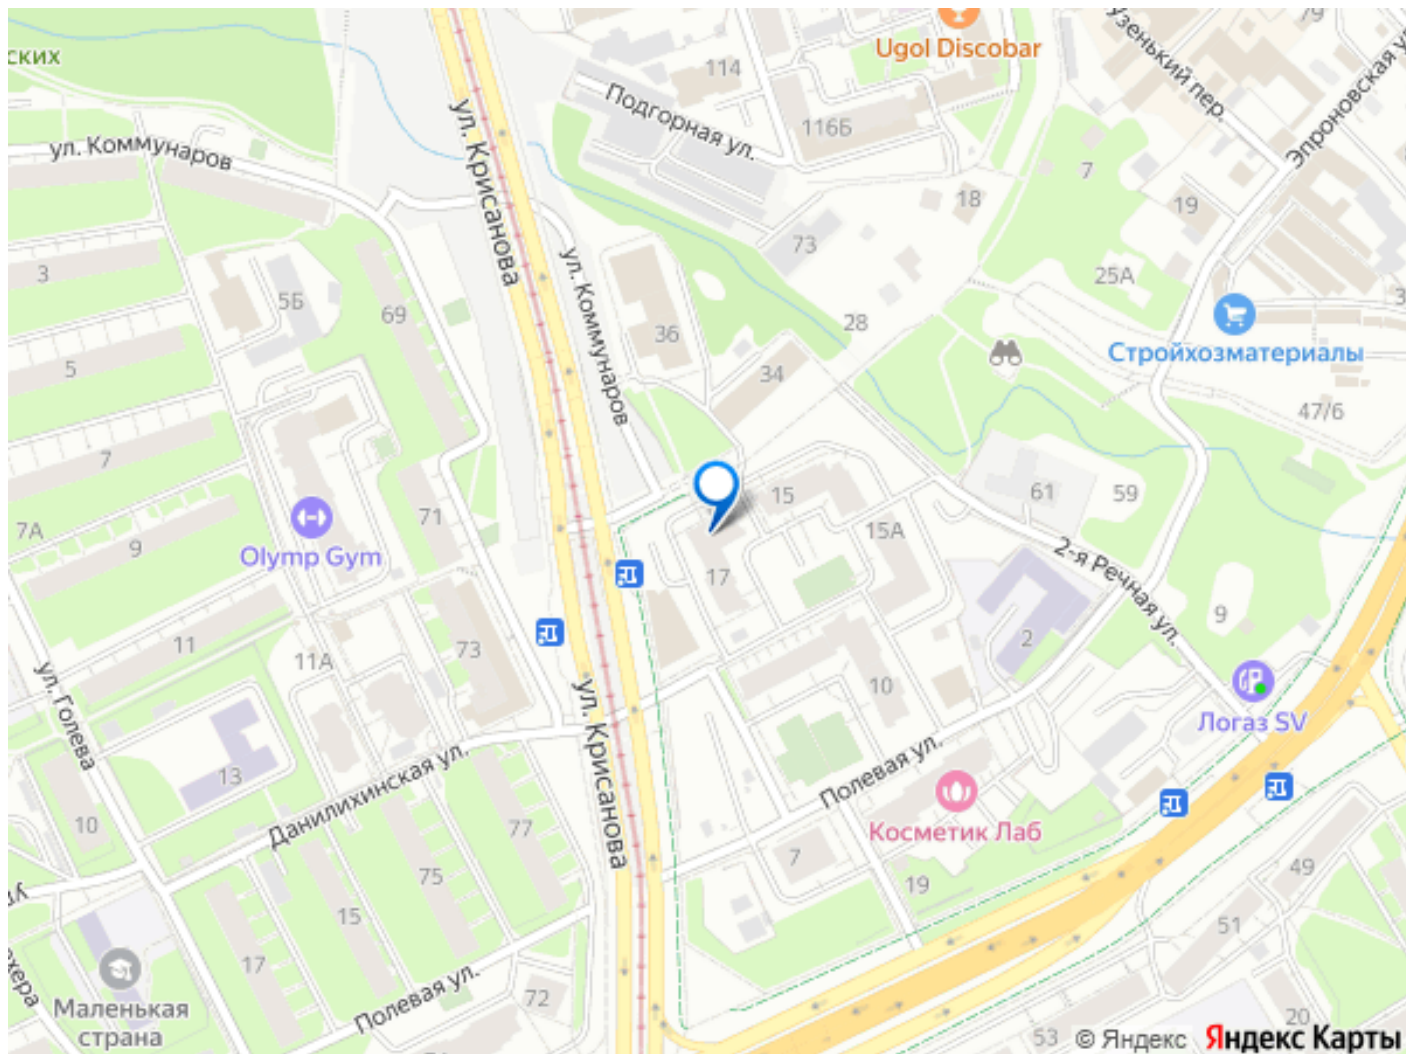 ских
Ugol Discobar
узенький пер.
79
Эпроновская у
114
Подгорная ул.
116Б
ул. Коммунаров
ул. Крисанова
7
18
19
73
3
5Б
69
ул. Коммунаров
36
28
25А
Стройхозматериалы
5
34
47/6
7
7А
9
71
Olymp Gym
15
15А
61
59
2-я Речная ул.
17
11
11А
73
2
9
ул. Голева
10
Логаз SV
13
ул. Крисанова
Данилихинская ул.
Полевая ул.
10
77
Косметик Лаб
75
7
19
49
15
51
17
Полевая ул.
72
Маленькая
страна
хера
53
20
© Яндекс Яндекс Карты